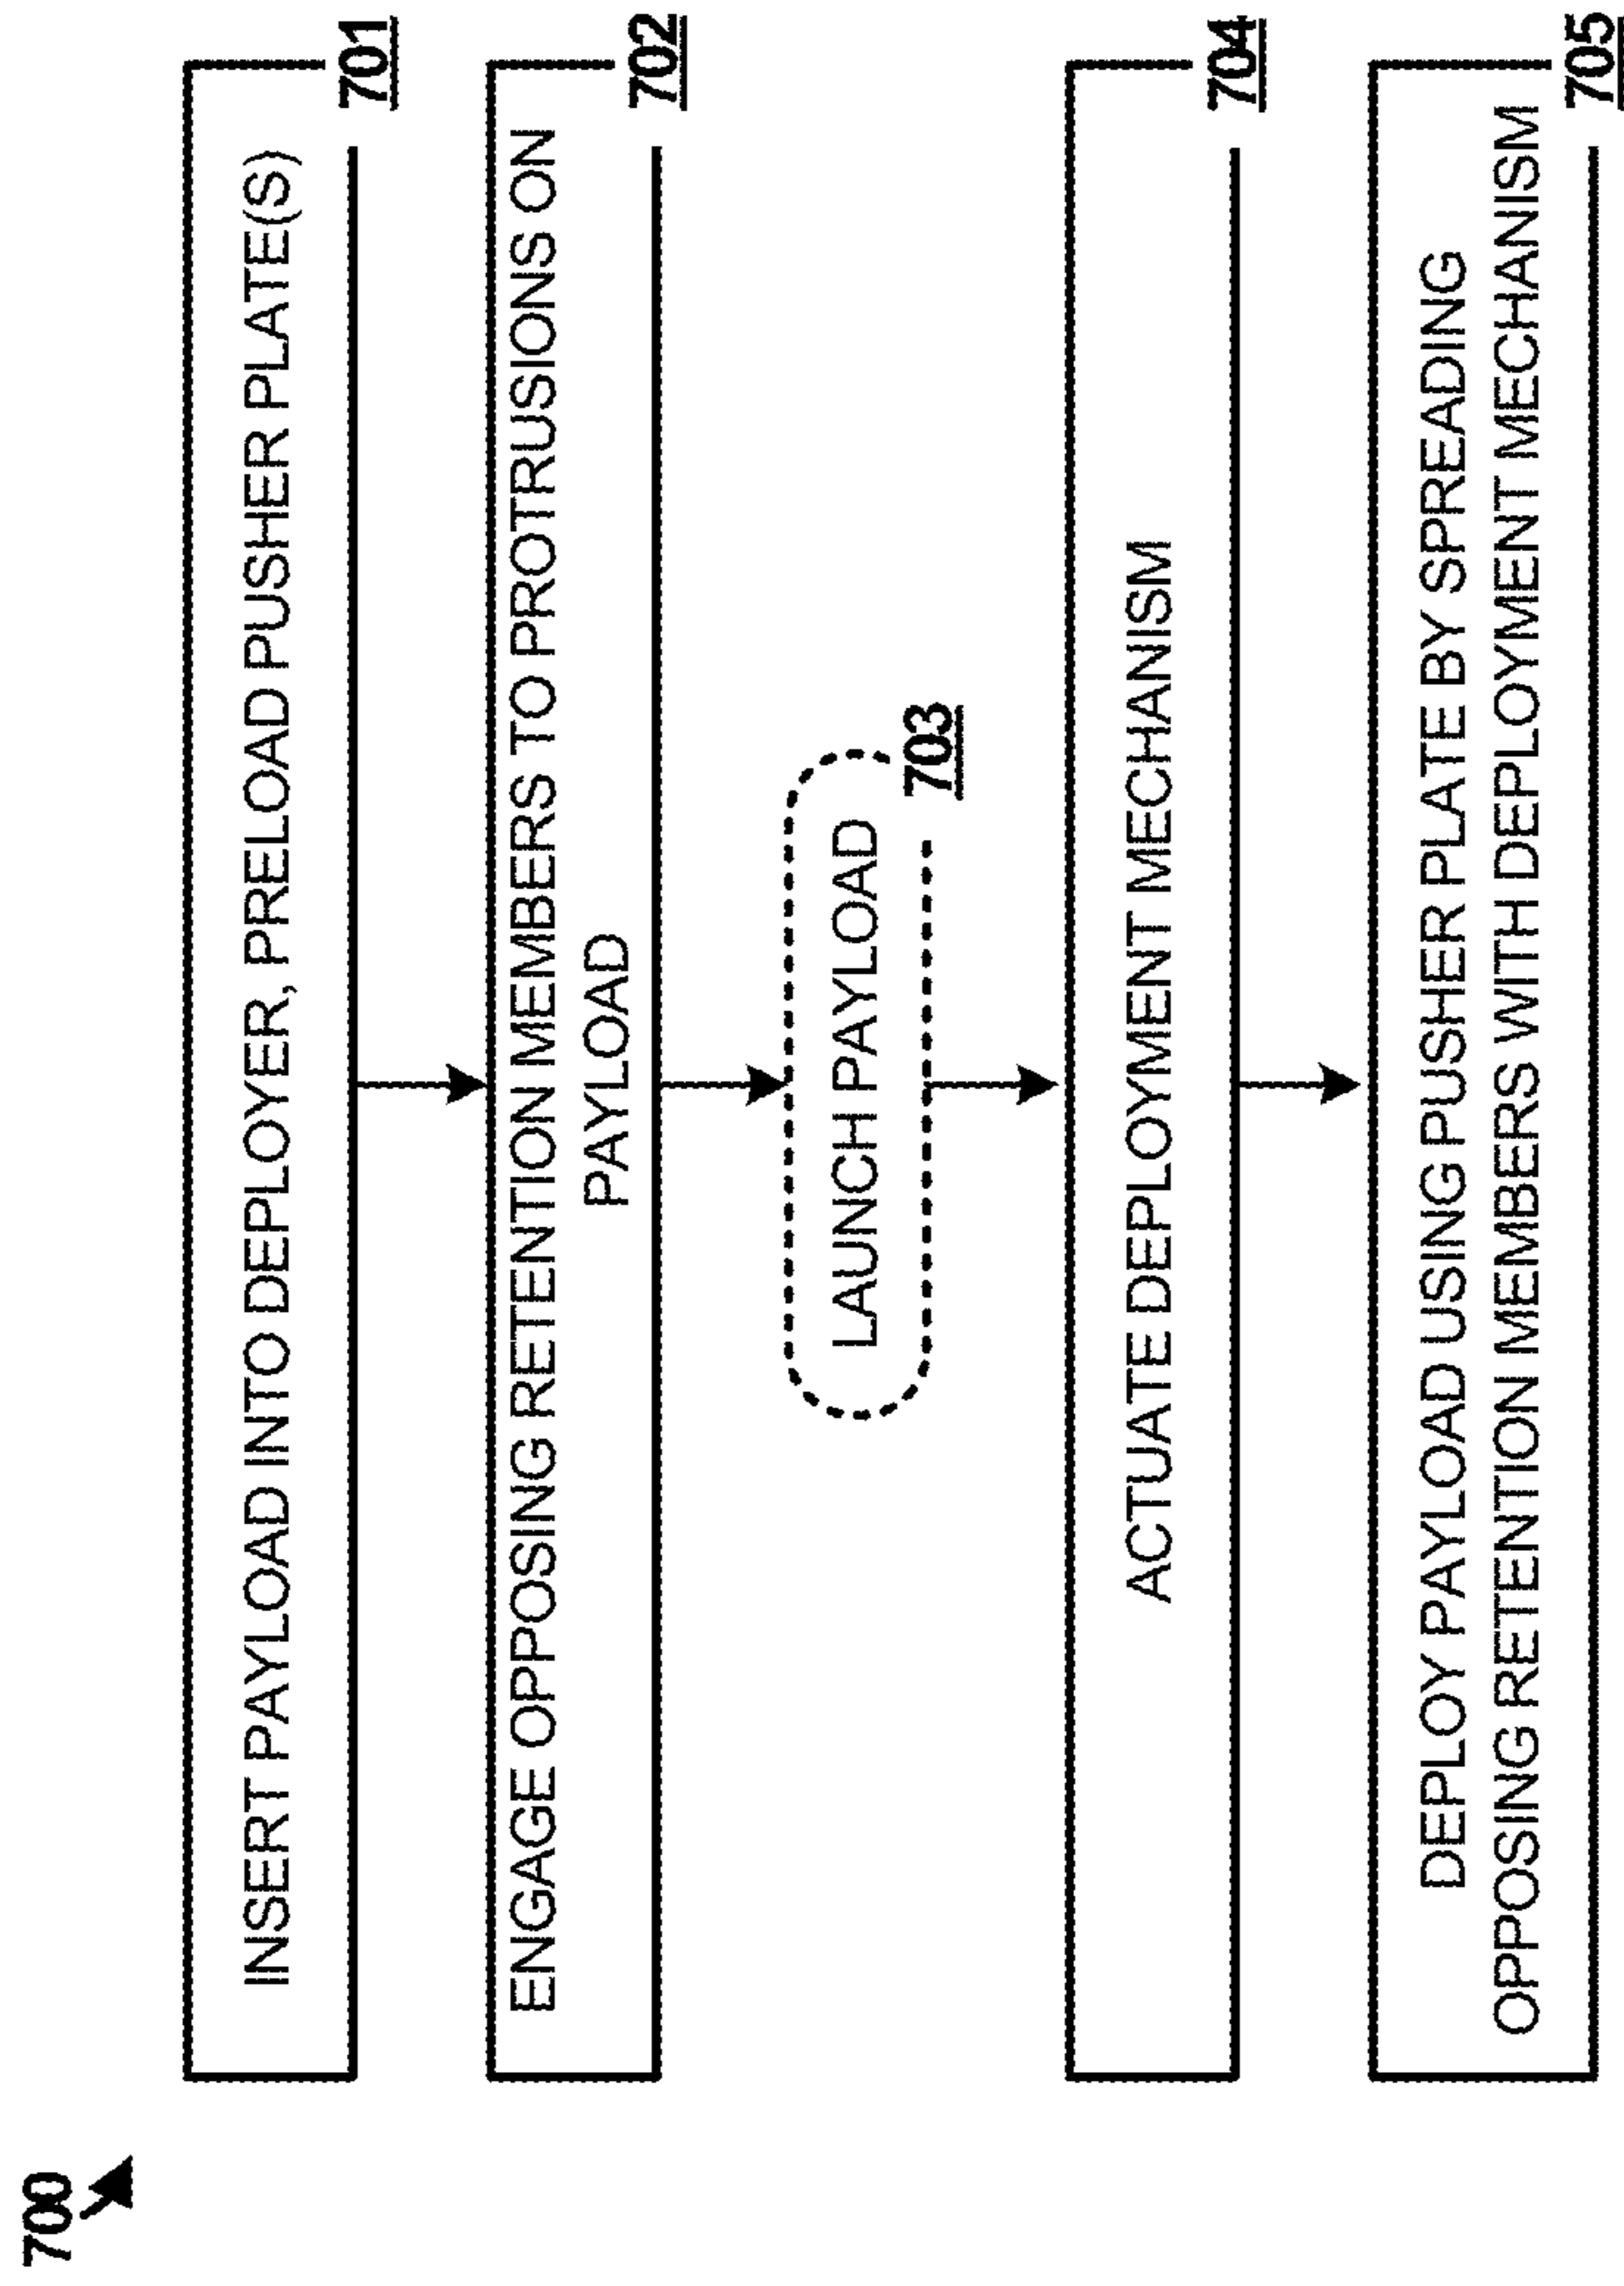 700
INSERT PAYLOAD INTO DEPLOYER, PRELOAD PUSHER PLATE(S)
701
ENGAGE OPPOSING RETENTION MEMBERS TO PROTRUSIONS ON
PAYLOAD
702
LAUNCH PAYLOAD
703
ACTUATE DEPLOYMENT MECHANISM
704
DEPLOY PAYLOAD USING PUSHER PLATE BY SPREADING
OPPOSING RETENTION MEMBERS WITH DEPLOYMENT MECHANISM
705